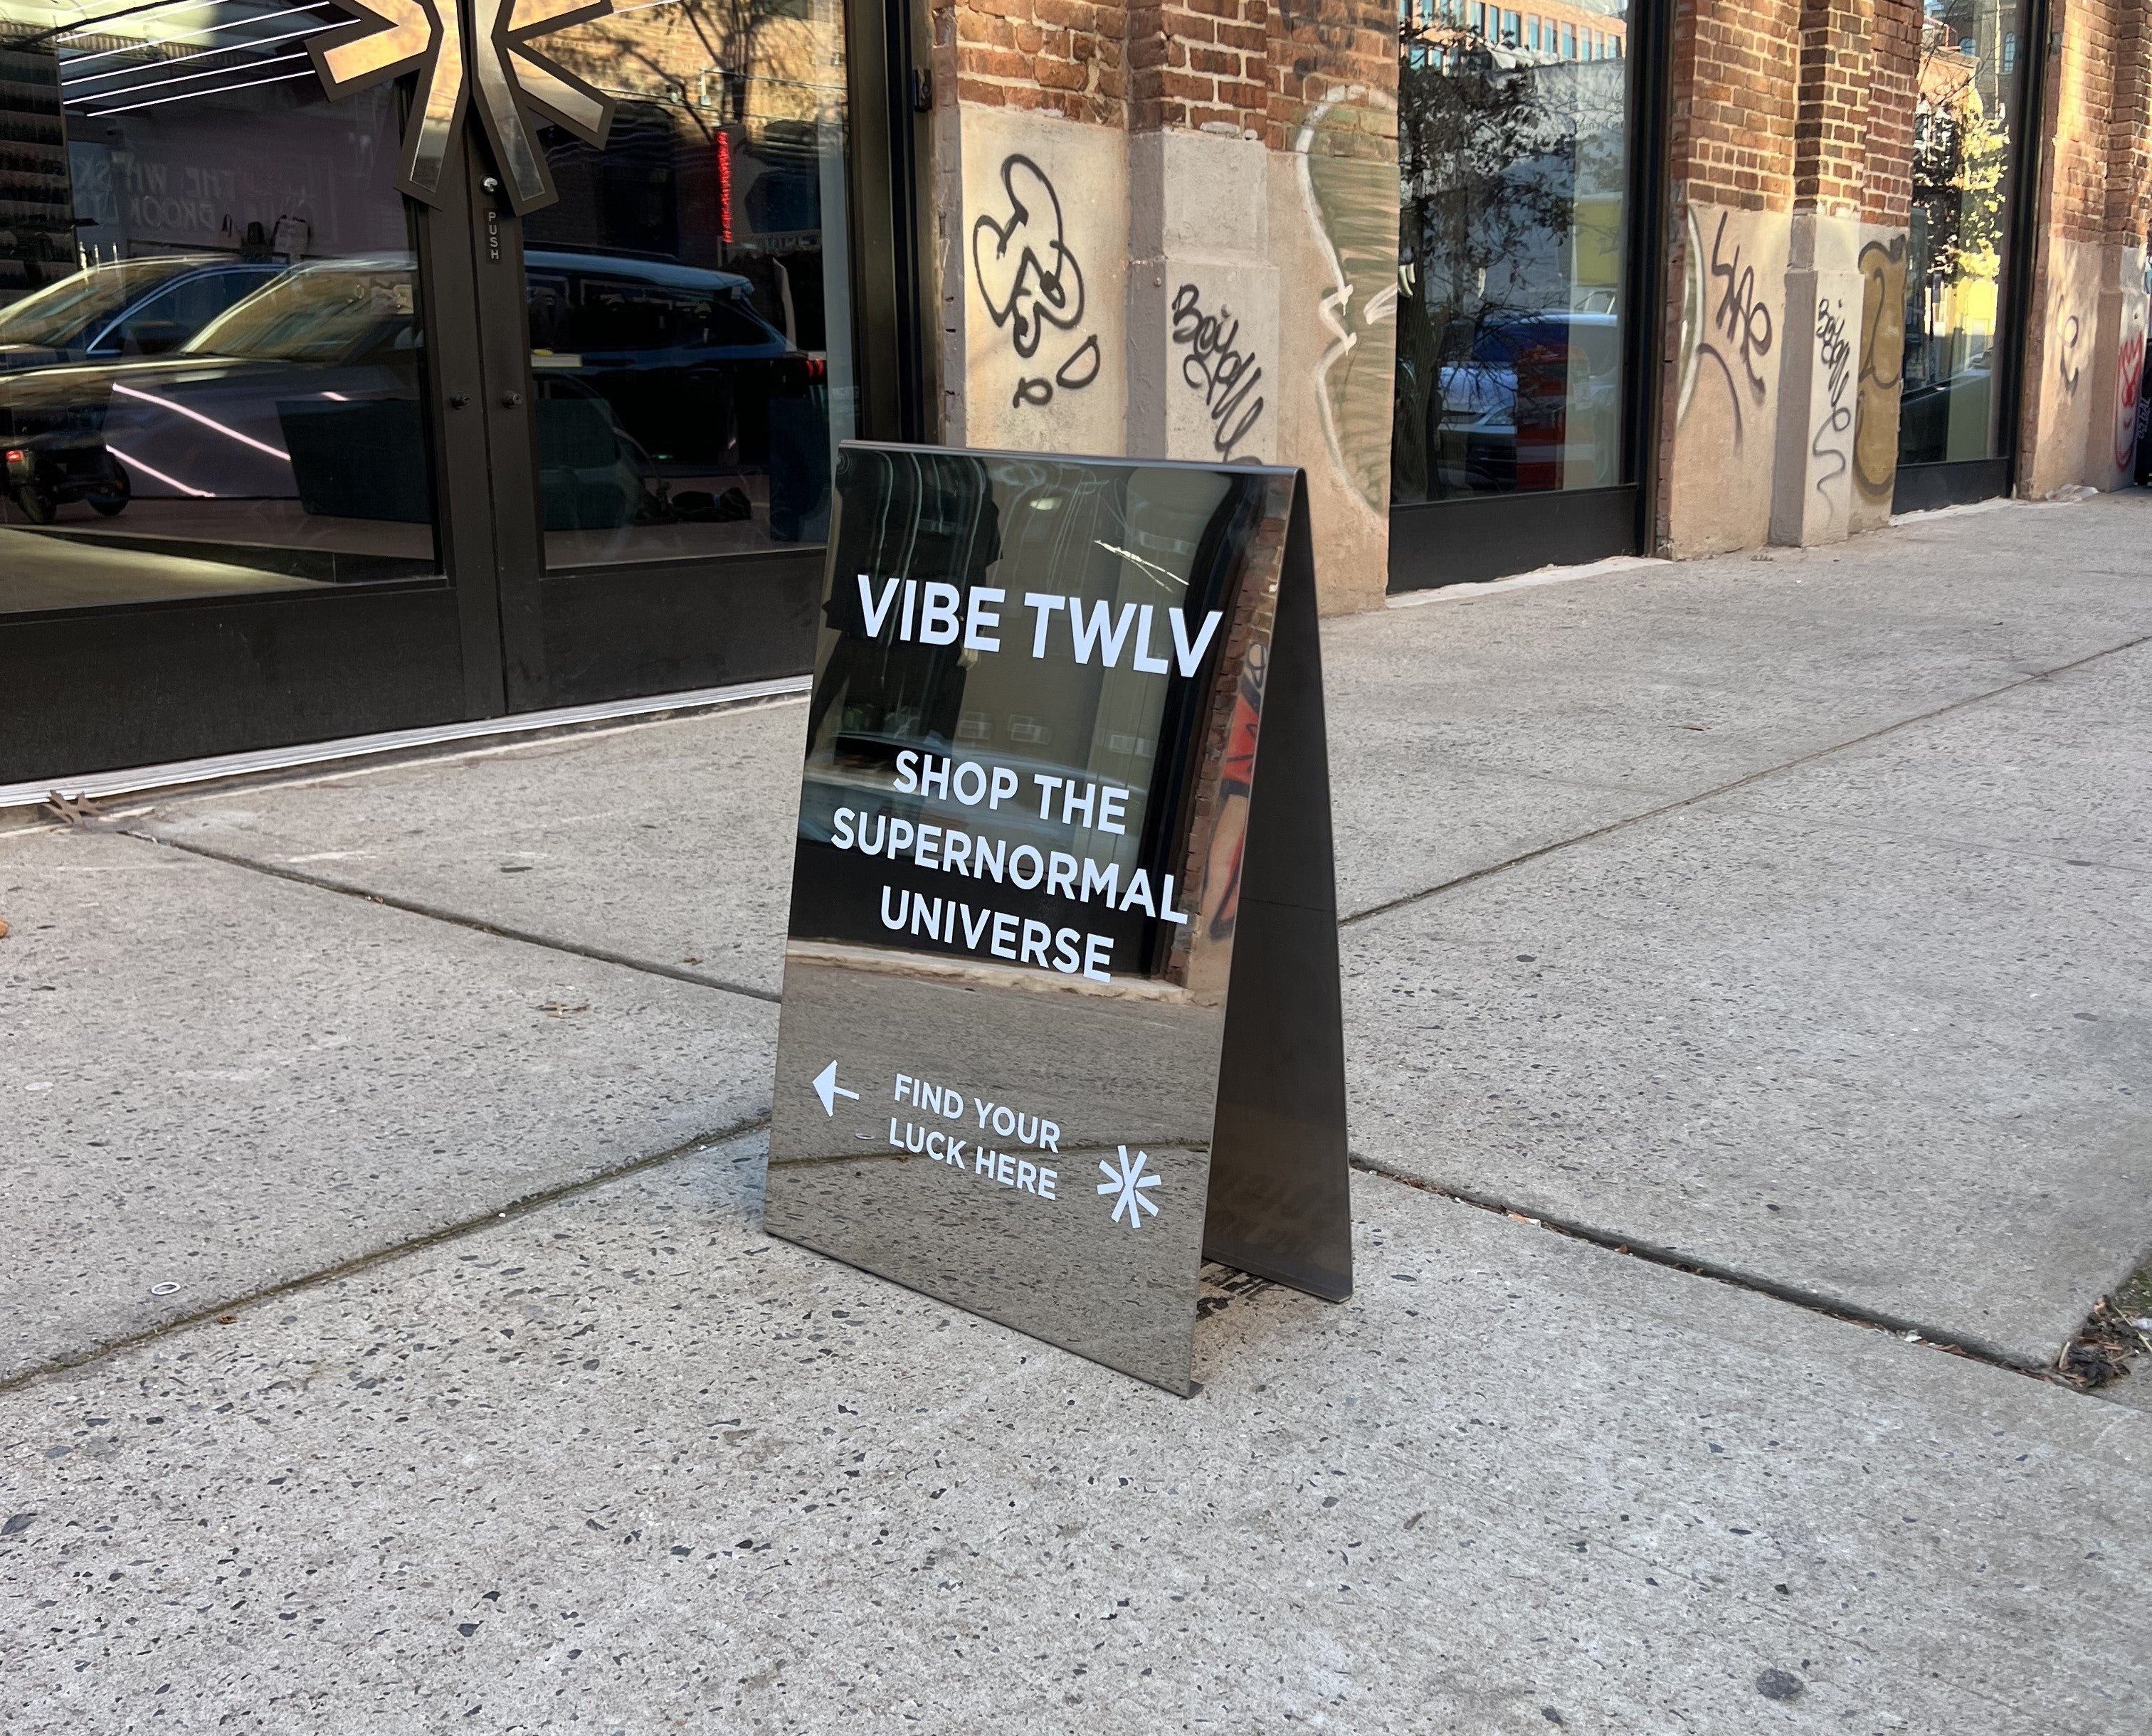 PUSH
VIBE TWLV
SHOP THE
SUPERNORMAL
UNIVERSE
FIND YOUR
LUCK HERE